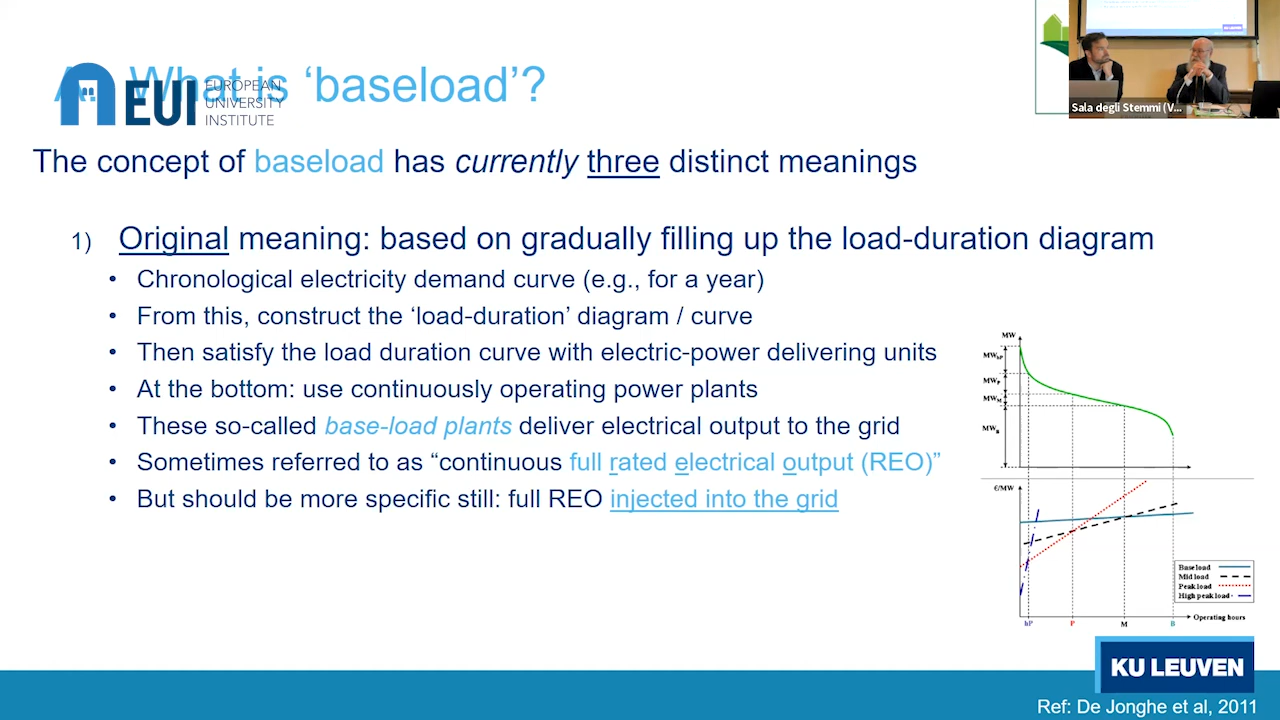 What is ‘baseload’?
EUI
EUROPEAN
UNIVERSITY
INSTITUTE
Sala degli Stemmi (V...
The concept of baseload has currently three distinct meanings
1) Original meaning: based on gradually filling up the load-duration diagram
• Chronological electricity demand curve (e.g., for a year)
• From this, construct the ‘load-duration’ diagram / curve
• Then satisfy the load duration curve with electric-power delivering units
• At the bottom: use continuously operating power plants
• These so-called base-load plants deliver electrical output to the grid
• Sometimes referred to as “continuous full rated electrical output (REO)”
• But should be more specific still: full REO injected into the grid
MW
MWhP
MWP
MWM
MWB
€/MW
Base load
Mid load
Peak load
High peak load
Operating hours
hP P M B
KU LEUVEN
Ref: De Jonghe et al, 2011